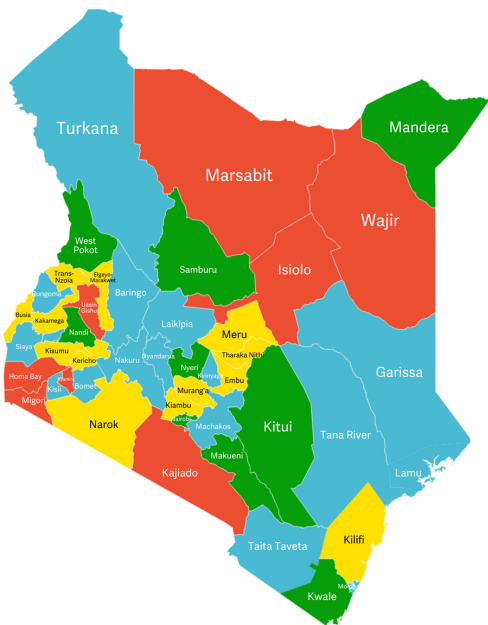 Turkana
Mandera
Marsabit
Wajir
West
Pokot
Samburu
Isiolo
Trans-
Nzoia
Elgeyo-
Marakwet
Baringo
Bungoma
Uasin
Gishu
Busia
Kakamega
Nandi
Laikipia
Meru
Siaya
Kisumu
Kericho
Nakuru
Nyandarua
Nyeri
Tharaka Nithi
Garissa
Homa Bay
Kisii
Bomet
Embu
Murang'a
Migori
Kiambu
Narok
Nairobi
Machakos
Kitui
Tana River
Makueni
Kajiado
Lamu
Kilifi
Taita Taveta
Kwale